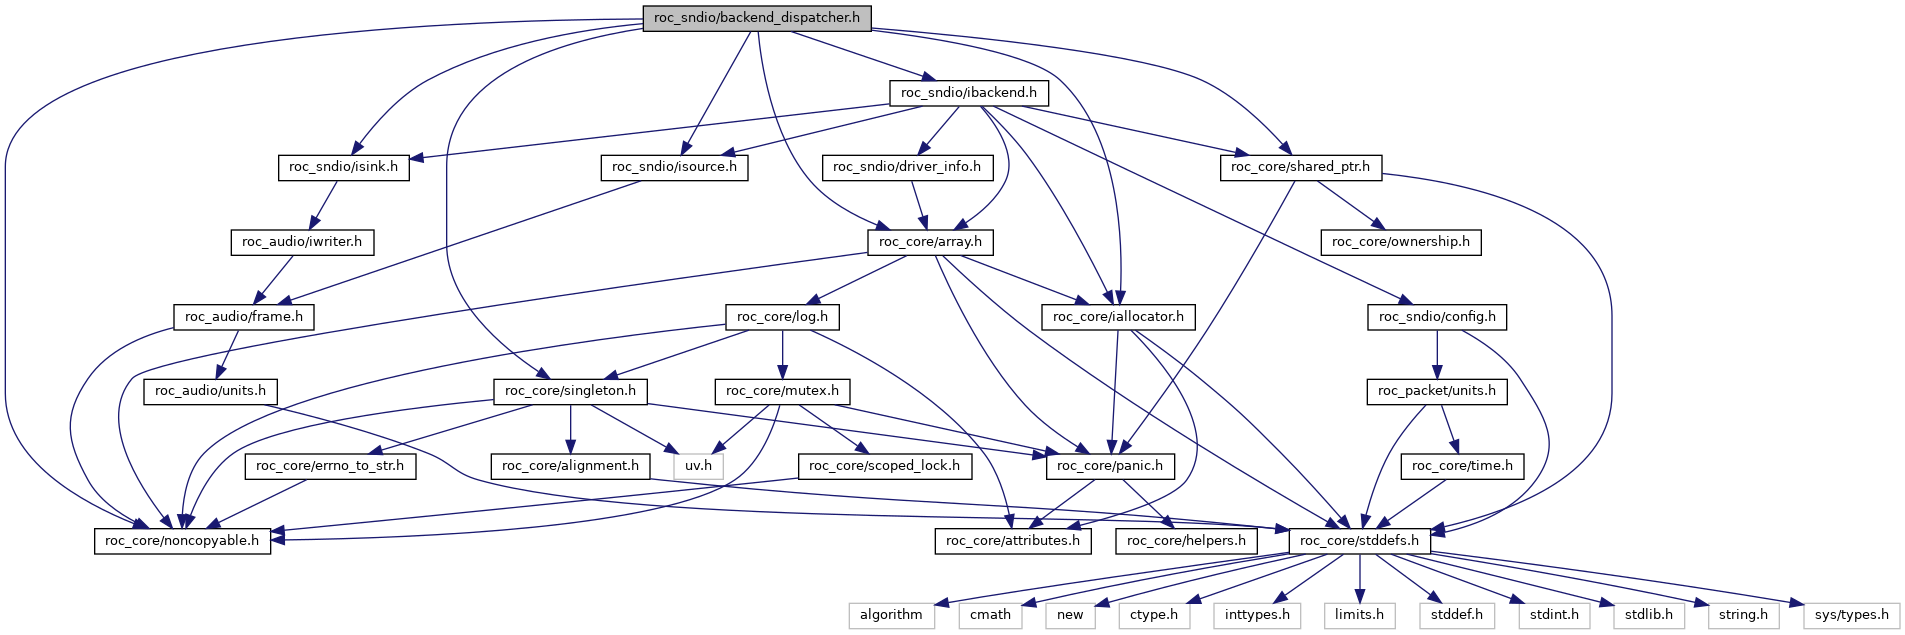 roc_sndio/backend_dispatcher.h
roc_sndio/ibackend.h
roc_sndio/isink.h
roc_sndio/isource.h
roc_sndio/driver_info.h
roc_core/shared_ptr.h
roc_audio/iwriter.h
roc_core/array.h
roc_core/ownership.h
roc_audio/frame.h
roc_core/log.h
roc_core/iallocator.h
roc_sndio/config.h
roc_audio/units.h
roc_core/singleton.h
roc_core/mutex.h
roc_packet/units.h
roc_core/errno_to_str.h
roc_core/alignment.h
uv.h
roc_core/scoped_lock.h
roc_core/panic.h
roc_core/time.h
roc_core/noncopyable.h
roc_core/attributes.h
roc_core/helpers.h
roc_core/stddefs.h
algorithm
cmath
new
ctype.h
inttypes.h
limits.h
stddef.h
stdint.h
stdlib.h
string.h
sys/types.h